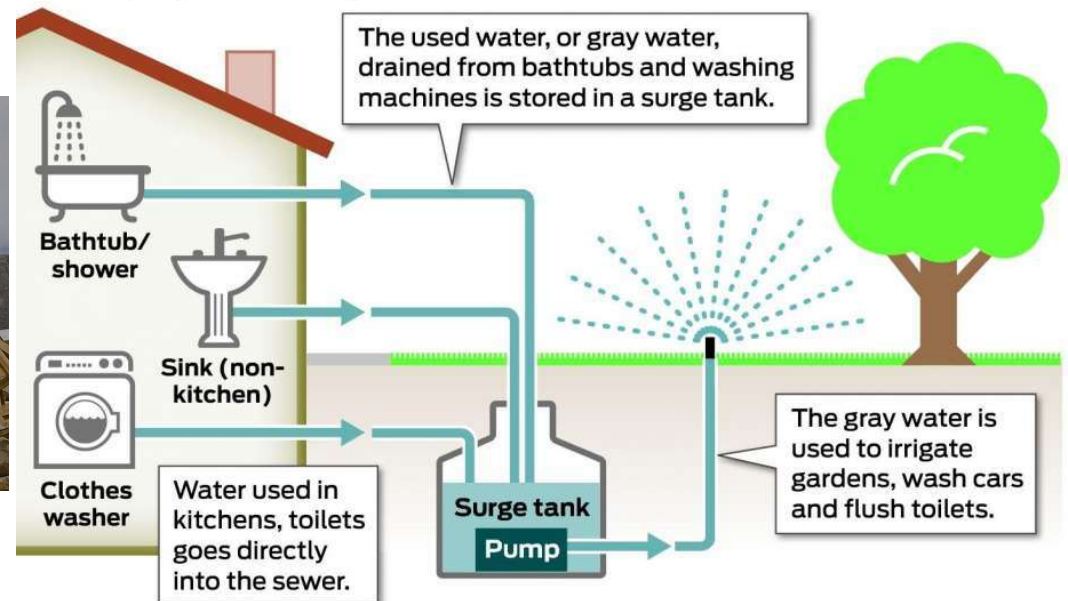 The used water, or gray water,
drained from bathtubs and washing
machines is stored in a surge tank.
Bathtub/
shower
Sink (non-
kitchen)
Clothes
washer
Water used in
kitchens, toilets
goes directly
into the sewer.
Surge tank
Pump
The gray water is
used to irrigate
gardens, wash cars
and flush toilets.